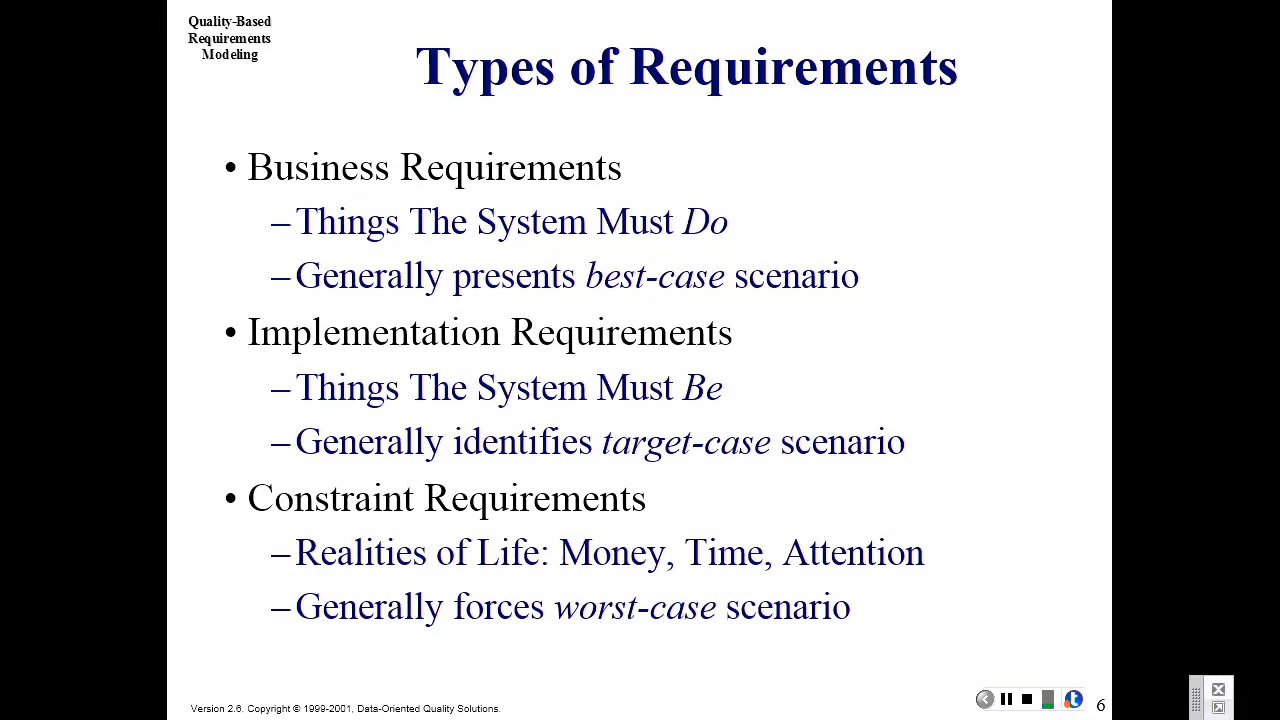 Quality-Based
Requirements
Modeling
Types of Requirements
• Business Requirements
–Things The System Must Do
–Generally presents best-case scenario
• Implementation Requirements
–Things The System Must Be
–Generally identifies target-case scenario
• Constraint Requirements
–Realities of Life: Money, Time, Attention
–Generally forces worst-case scenario
Version 2.6. Copyright © 1999-2001, Data-Oriented Quality Solutions.
t
6